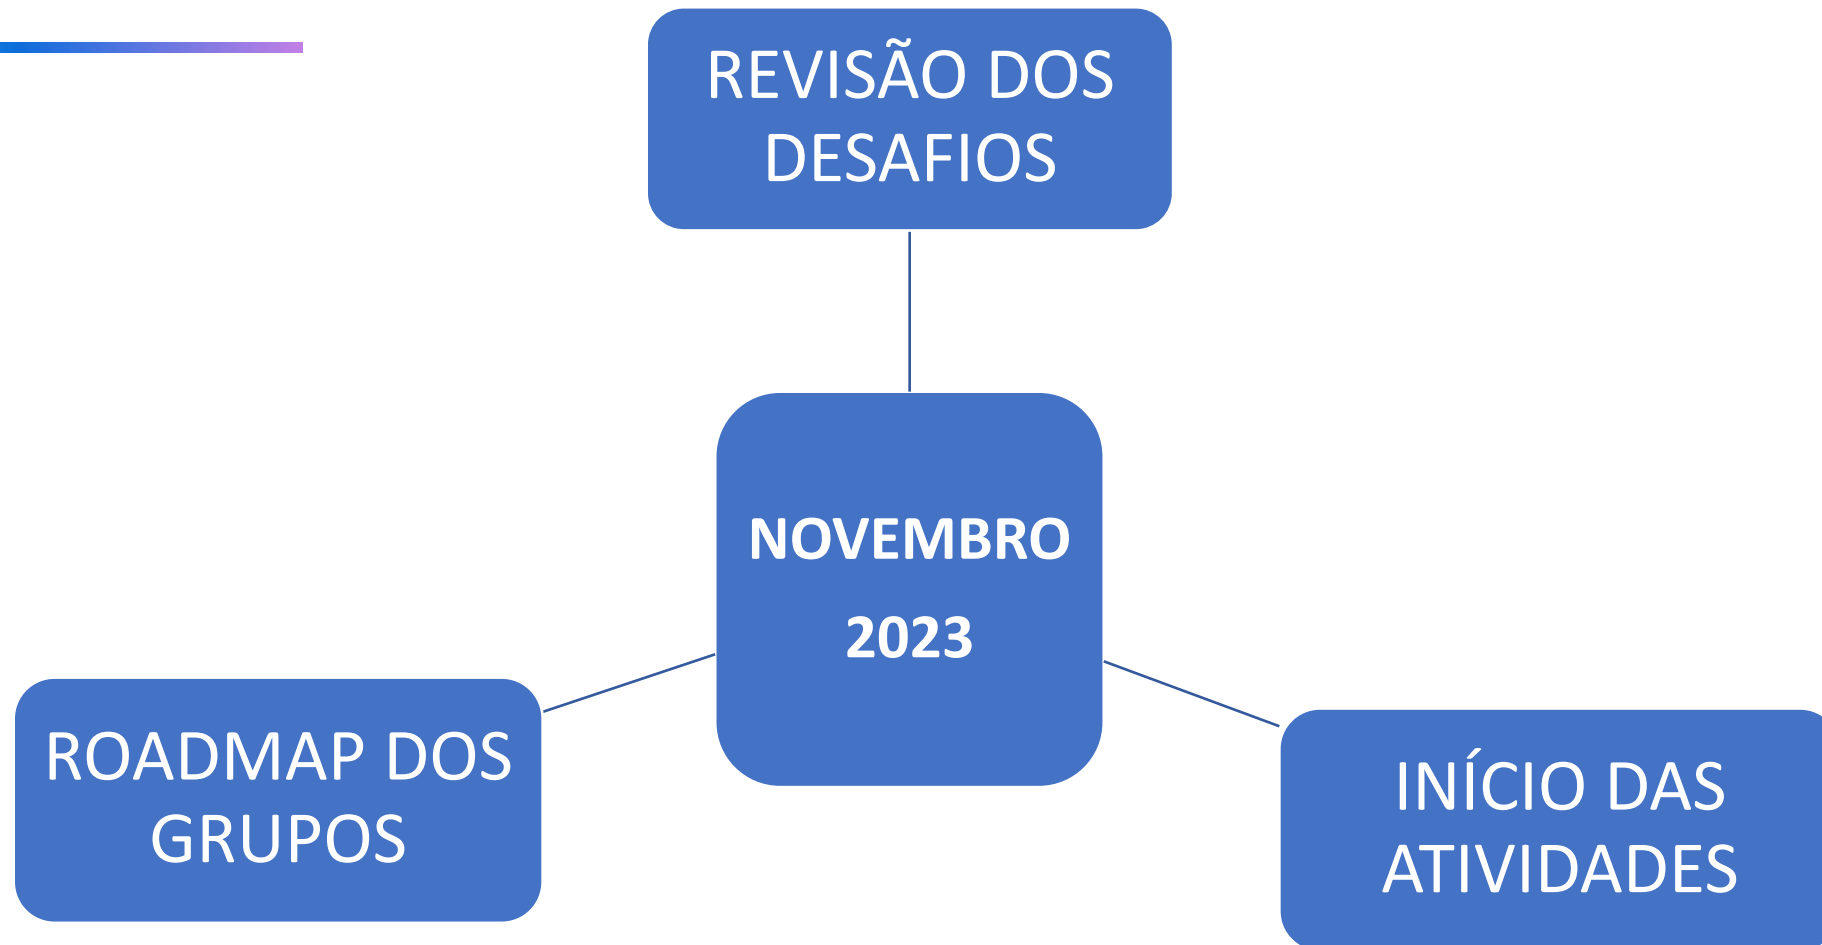 REVISÃO DOS
DESAFIOS
NOVEMBRO
2023
ROADMAP DOS
GRUPOS
INÍCIO DAS
ATIVIDADES